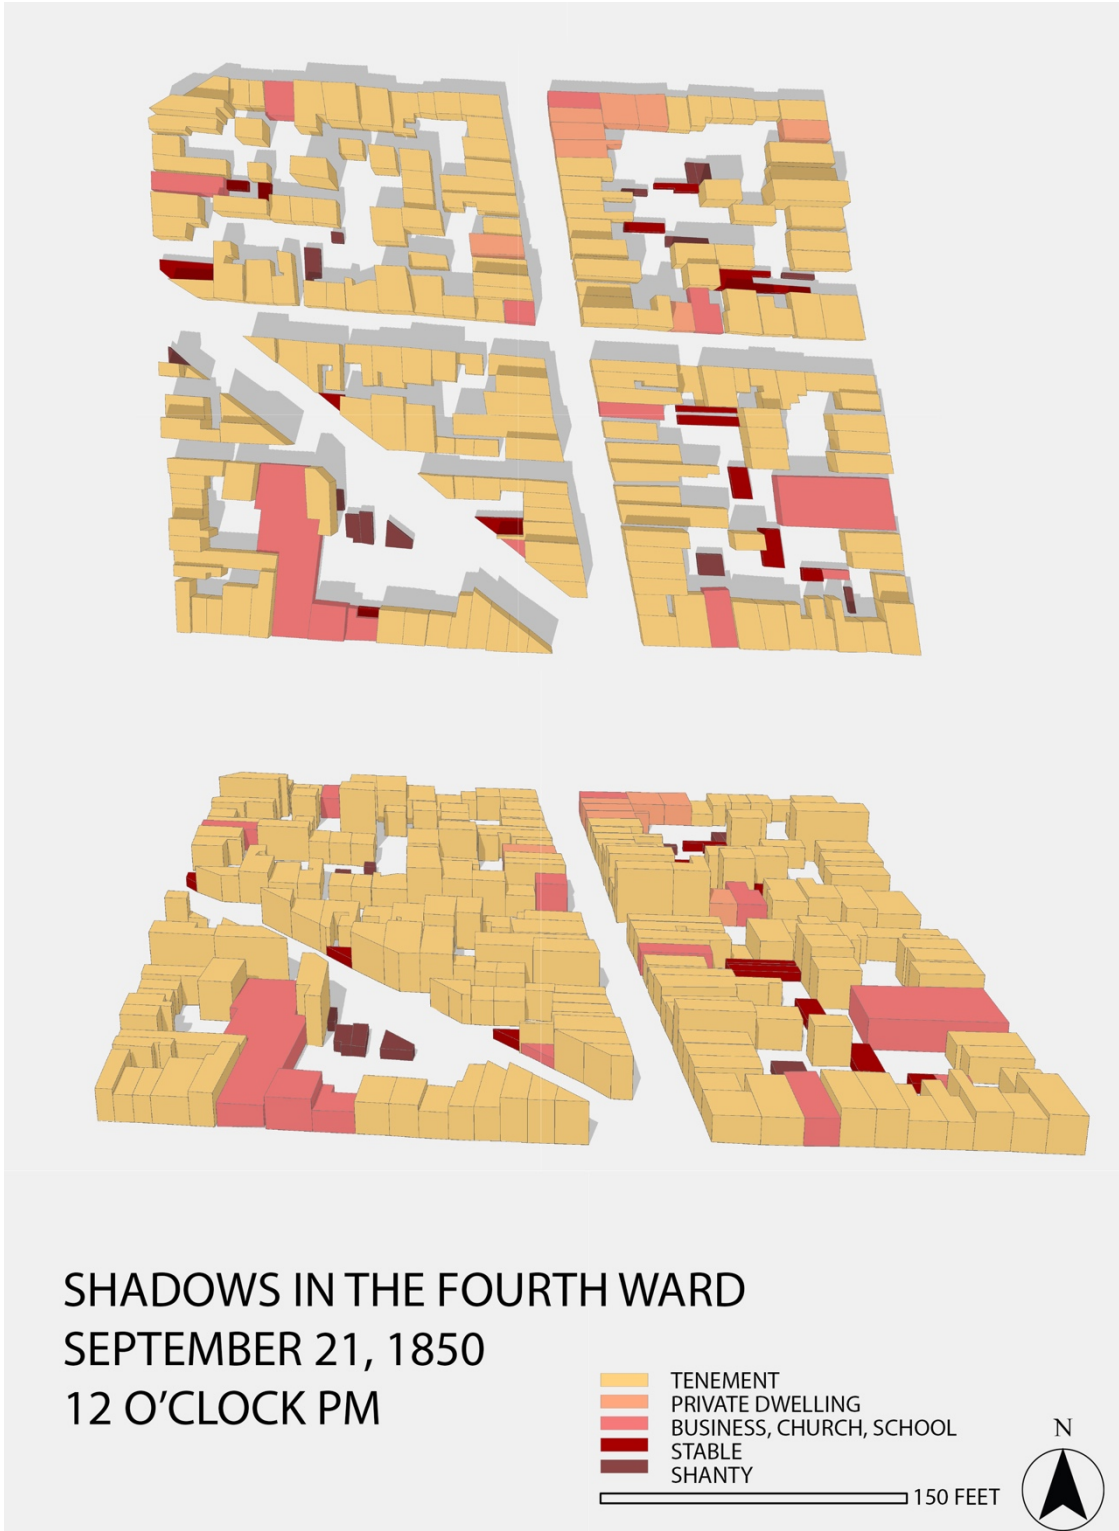 SHADOWS IN THE FOURTH WARD
SEPTEMBER 21, 1850
12 O’CLOCK PM
TENEMENT
PRIVATE DWELLING
BUSINESS, CHURCH, SCHOOL
STABLE
SHANTY
150 FEET
N